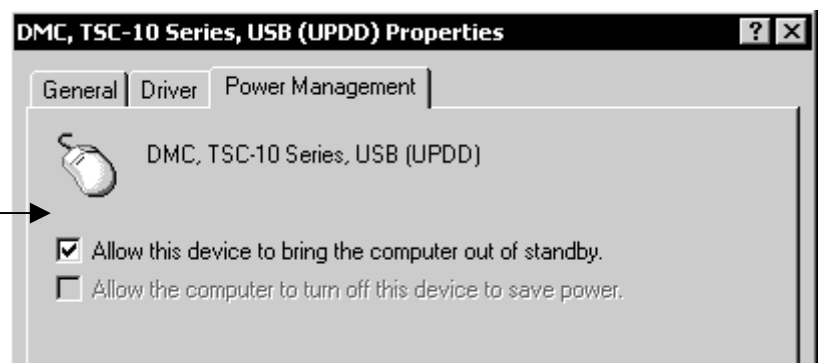 DMC, TSC-10 Series, USB (UPDD) Properties
General Driver Power Management
DMC, TSC-10 Series, USB (UPDD)
Allow this device to bring the computer out of standby.
Allow the computer to turn off this device to save power.